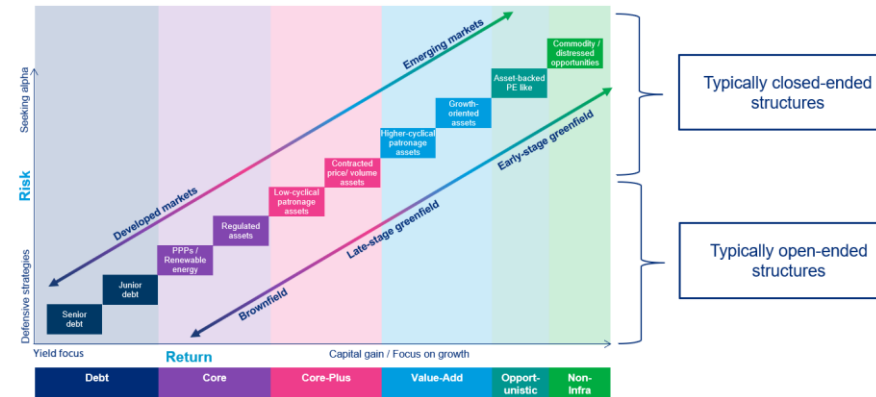 Commodity /
distressed
opportunities
Asset-backed
PE like
Growth-
oriented
assets
Higher-cyclical
patronage
assets
Contracted
price/ volume
assets
Low-cyclical
patronage
assets
Regulated
assets
PPPs /
Renewable
energy
Junior
debt
Senior
debt
Emerging markets
Developed markets
Early-stage greenfield
Late-stage greenfield
Brownfield
Seeking alpha
Risk
Defensive strategies
Yield focus
Return
Capital gain / Focus on growth
Debt
Core
Core-Plus
Value-Add
Opport-
unistic
Non-
Infra
Typically closed-ended
structures
Typically open-ended
structures